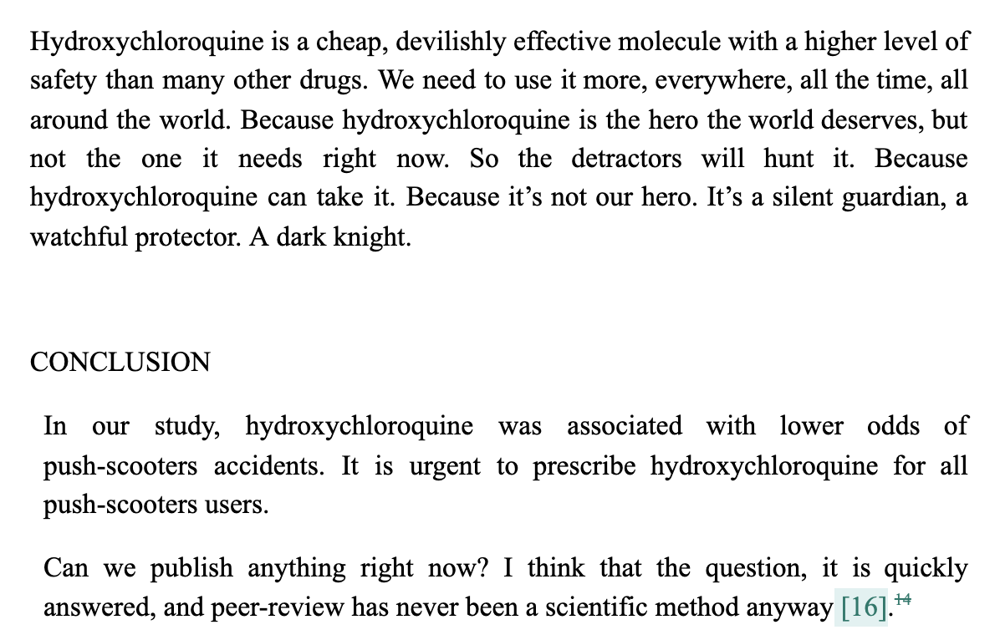 Hydroxychloroquine is a cheap, devilishly effective molecule with a higher level of
safety than many other drugs. We need to use it more, everywhere, all the time, all
around the world. Because hydroxychloroquine is the hero the world deserves, but
not the one it needs right now. So the detractors will hunt it. Because
hydroxychloroquine can take it. Because it’s not our hero. It’s a silent guardian, a
watchful protector. A dark knight.
CONCLUSION
In our study, hydroxychloroquine was associated with lower odds of
push-scooters accidents. It is urgent to prescribe hydroxychloroquine for all
push-scooters users.
Can we publish anything right now? I think that the question, it is quickly
answered, and peer-review has never been a scientific method anyway [16].14